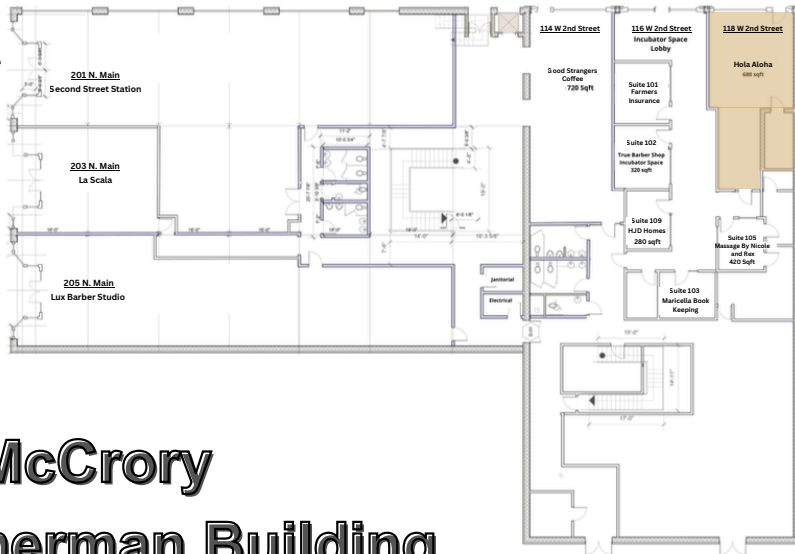 201 N. Main
Second Street Station
203 N. Main
La Scala
205 N. Main
Lux Barber Studio
Janitorial
Electrical
114 W 2nd Street
Good Strangers
Coffee
720 Sqft
116 W 2nd Street
Incubator Space
Lobby
Suite 101
Farmers
Insurance
Suite 102
True Barber Shop
Incubator Space
320 sqft
Suite 109
HJD Homes
280 sqft
118 W 2nd Street
Hola Aloha
680 sqft
Suite 105
Massage By Nicole
and Rex
420 Sqft
Suite 103
Maricella Book
Keeping
McCrory
herman Building